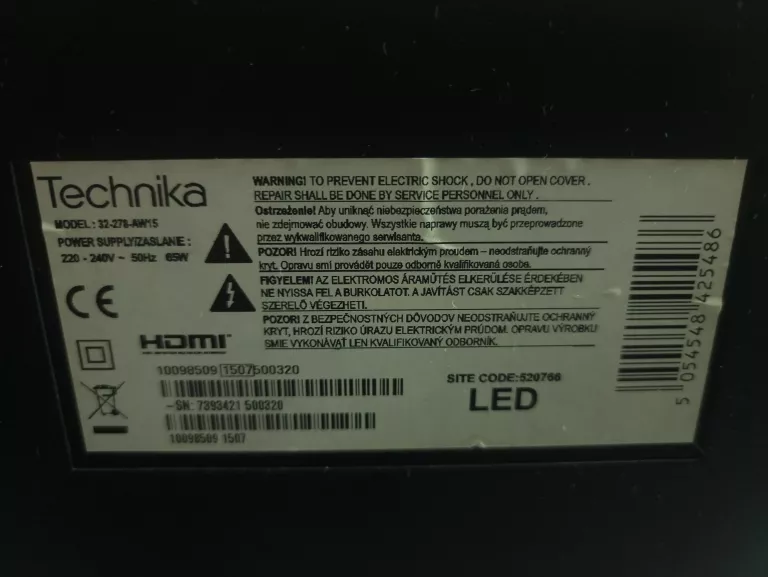 Technika
MODEL : 32-278-AW15
POWER SUPPLY/ZASILANIE :
220 - 240V ~ 50Hz 65W
WARNING! TO PREVENT ELECTRIC SHOCK , DO NOT OPEN COVER .
REPAIR SHALL BE DONE BY SERVICE PERSONNEL ONLY .
Ostrzeżenie! Aby uniknąć niebezpieczeństwa porażenia prądem,
nie zdejmować obudowy. Wszystkie naprawy muszą być przeprowadzone
przez wykwalifikowanego serwisanta.
POZOR! Hrozí riziko zásahu elektrickým proudem – neodstraňujte ochranný
kryt. Opravu smí provádět pouze odborně kvalifikovaná osoba.
FIGYELEM! AZ ELEKTROMOS ÁRAMÜTÉS ELKERÜLÉSE ÉRDEKÉBEN
NE NYISSA FEL A BURKOLATOT. A JAVÍTÁST CSAK SZAKKÉPZETT
SZERELŐ VÉGEZHETI.
POZOR! Z BEZPEČNOSTNÝCH DÔVODOV NEODSTRAŇUJTE OCHRANNÝ
KRYT, HROZÍ RIZIKO ÚRAZU ELEKTRICKÝM PRÚDOM. OPRAVU VÝROBKU
SMIE VYKONÁVAŤ LEN KVALIFIKOVANÝ ODBORNÍK.
CE
HDMI
10098509 1507 500320
-SN: 7393421 500320
10098509 1507
SITE CODE:520766
LED
5 054548 425486